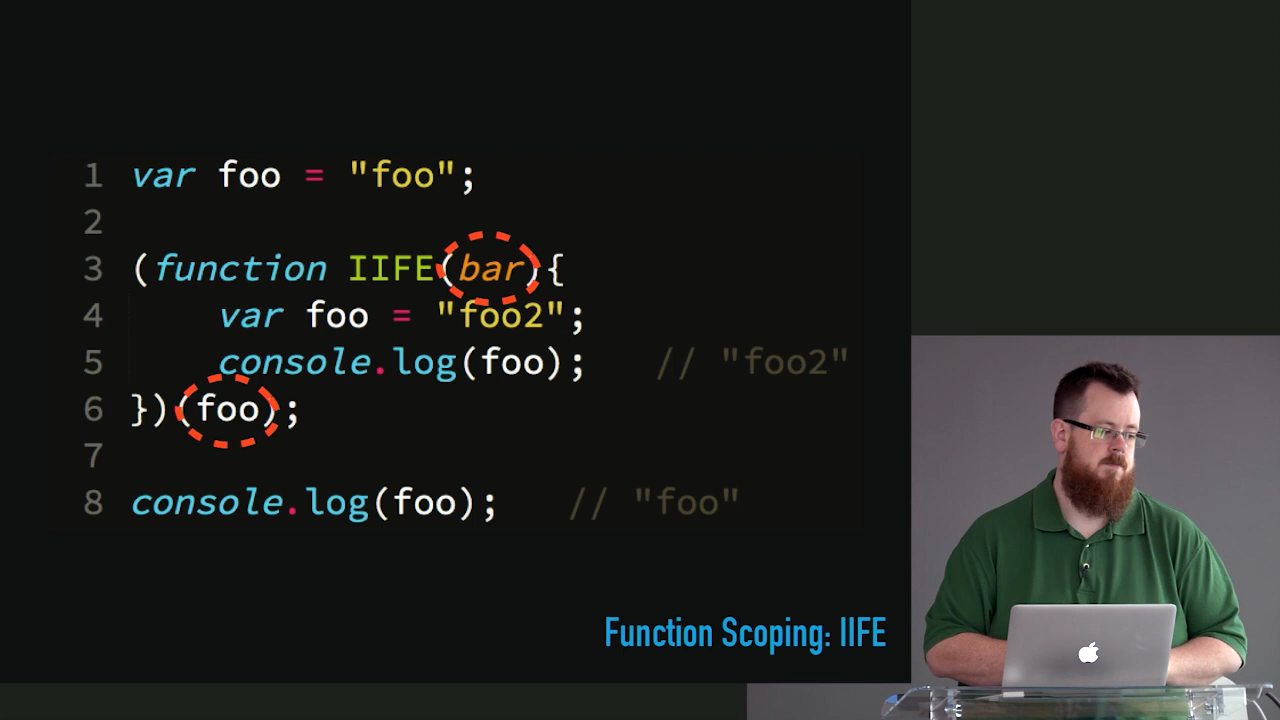 1 var foo = "foo";
2
3 (function IIFE(bar){
4 var foo = "foo2";
5 console.log(foo); // "foo2"
6 })(foo);
7
8 console.log(foo); // "foo"
Function Scoping: IIFE